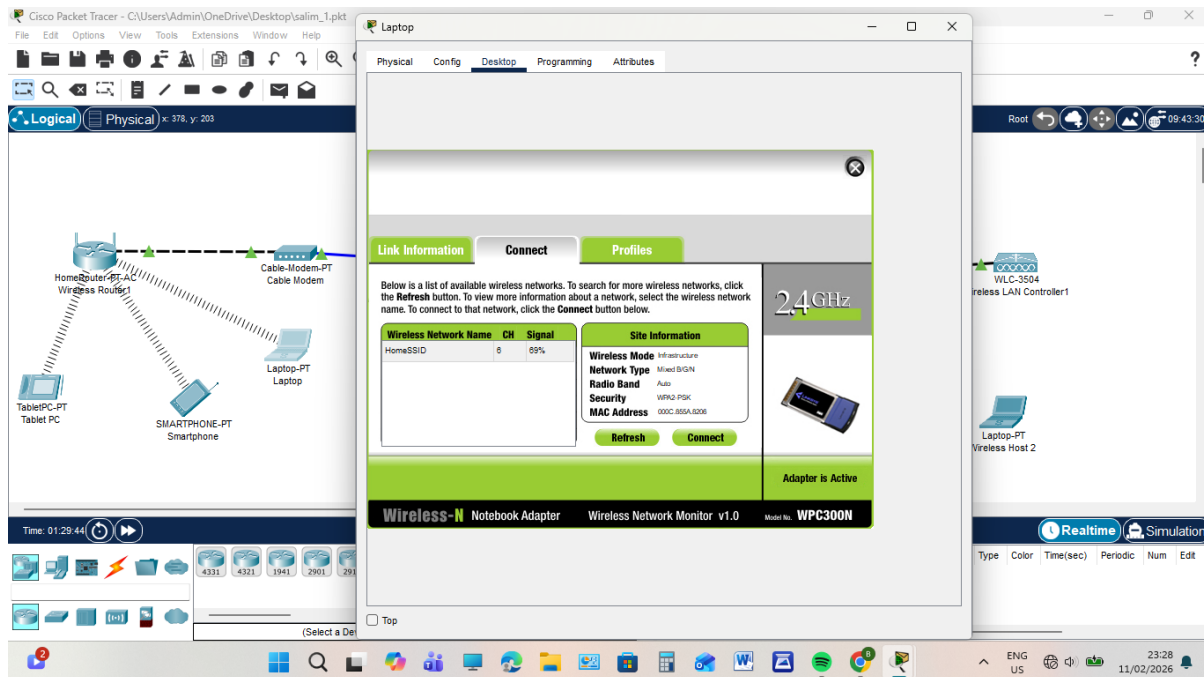 Cisco Packet Tracer - C:\Users\Admin\OneDrive\Desktop\salim_1.pkt
File Edit Options View Tools Extensions Window Help
?
Logical Physical x: 378, y: 203
Root 09:43:30
HomeRouter-PT-AC
Wireless Router1
Cable-Modem-PT
Cable Modem
Laptop-PT
Laptop
TabletPC-PT
Tablet PC
SMARTPHONE-PT
Smartphone
Time: 01:29:44
4331 4321 1941 2901 291
(Select a De
Laptop
Physical Config Desktop Programming Attributes
Link Information Connect Profiles
Below is a list of available wireless networks. To search for more wireless networks, click
the Refresh button. To view more information about a network, select the wireless network
name. To connect to that network, click the Connect button below.
2.4GHz
Wireless Network Name CH Signal
HomeSSID 6 69%
Site Information
Wireless Mode Infrastructure
Network Type Mixed B/G/N
Radio Band Auto
Security WPA2-PSK
MAC Address 000C.855A.8206
Refresh Connect
Adapter is Active
Wireless-N Notebook Adapter Wireless Network Monitor v1.0 Model No. WPC300N
Top
WLC-3504
ireless LAN Controller1
Laptop-PT
Wireless Host 2
Realtime Simulation
Type Color Time(sec) Periodic Num Edit
2
ENG
US
23:28
11/02/2026